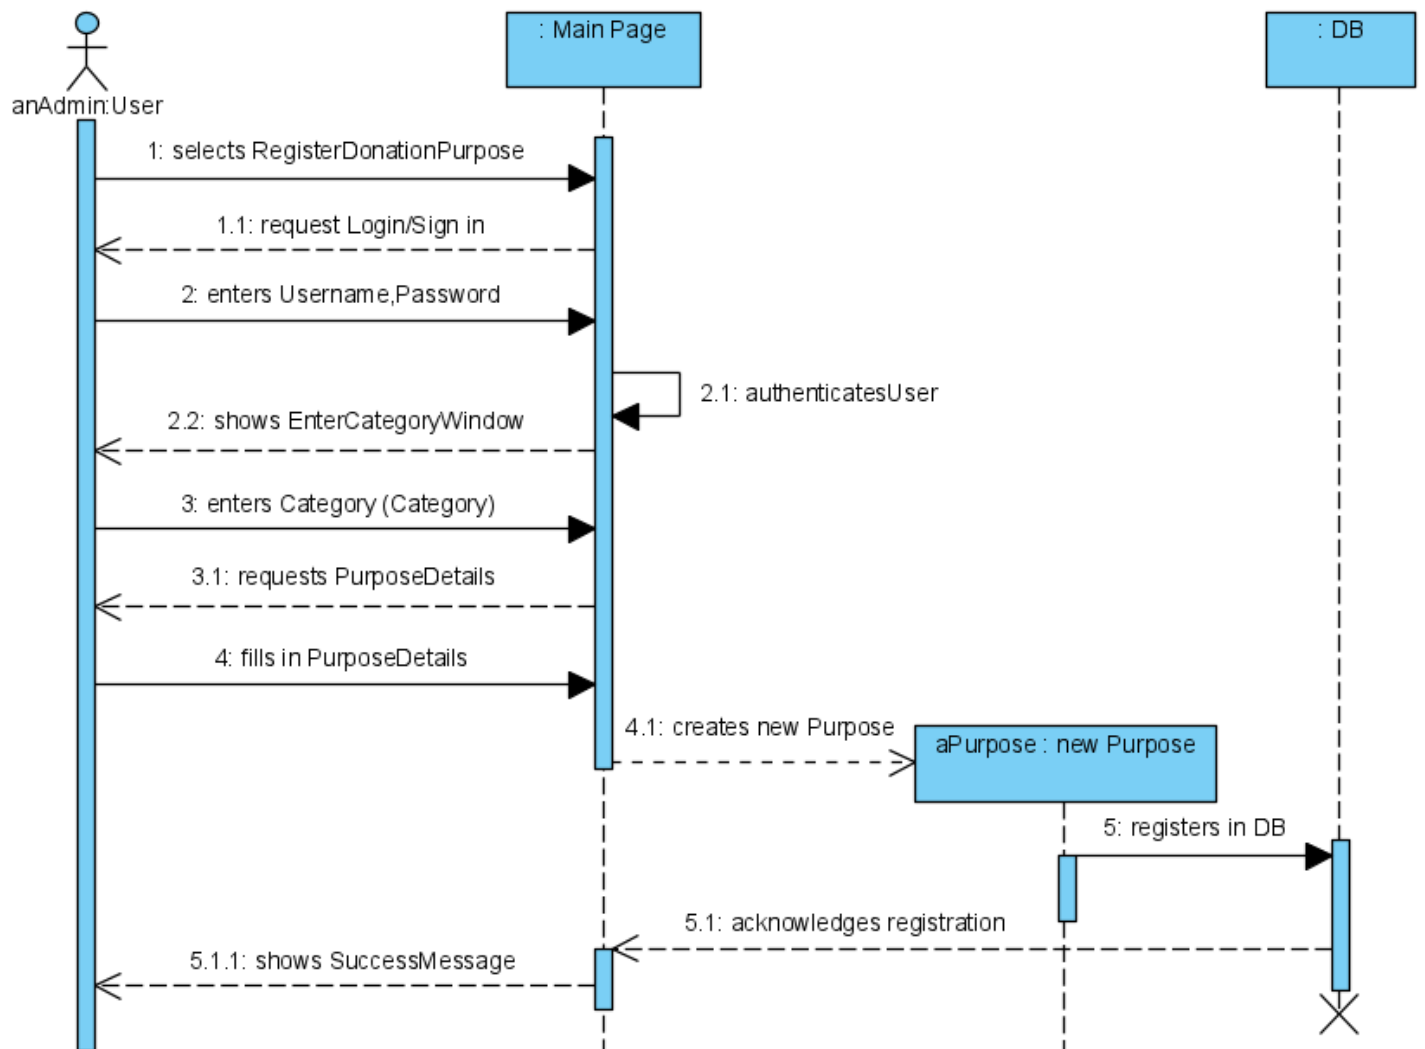 : Main Page
: DB
anAdmin:User
1: selects RegisterDonationPurpose
1.1: request Login/Sign in
2: enters Username,Password
2.1: authenticatesUser
2.2: shows EnterCategoryWindow
3: enters Category (Category)
3.1: requests PurposeDetails
4: fills in PurposeDetails
4.1: creates new Purpose
aPurpose : new Purpose
5: registers in DB
5.1: acknowledges registration
5.1.1: shows SuccessMessage